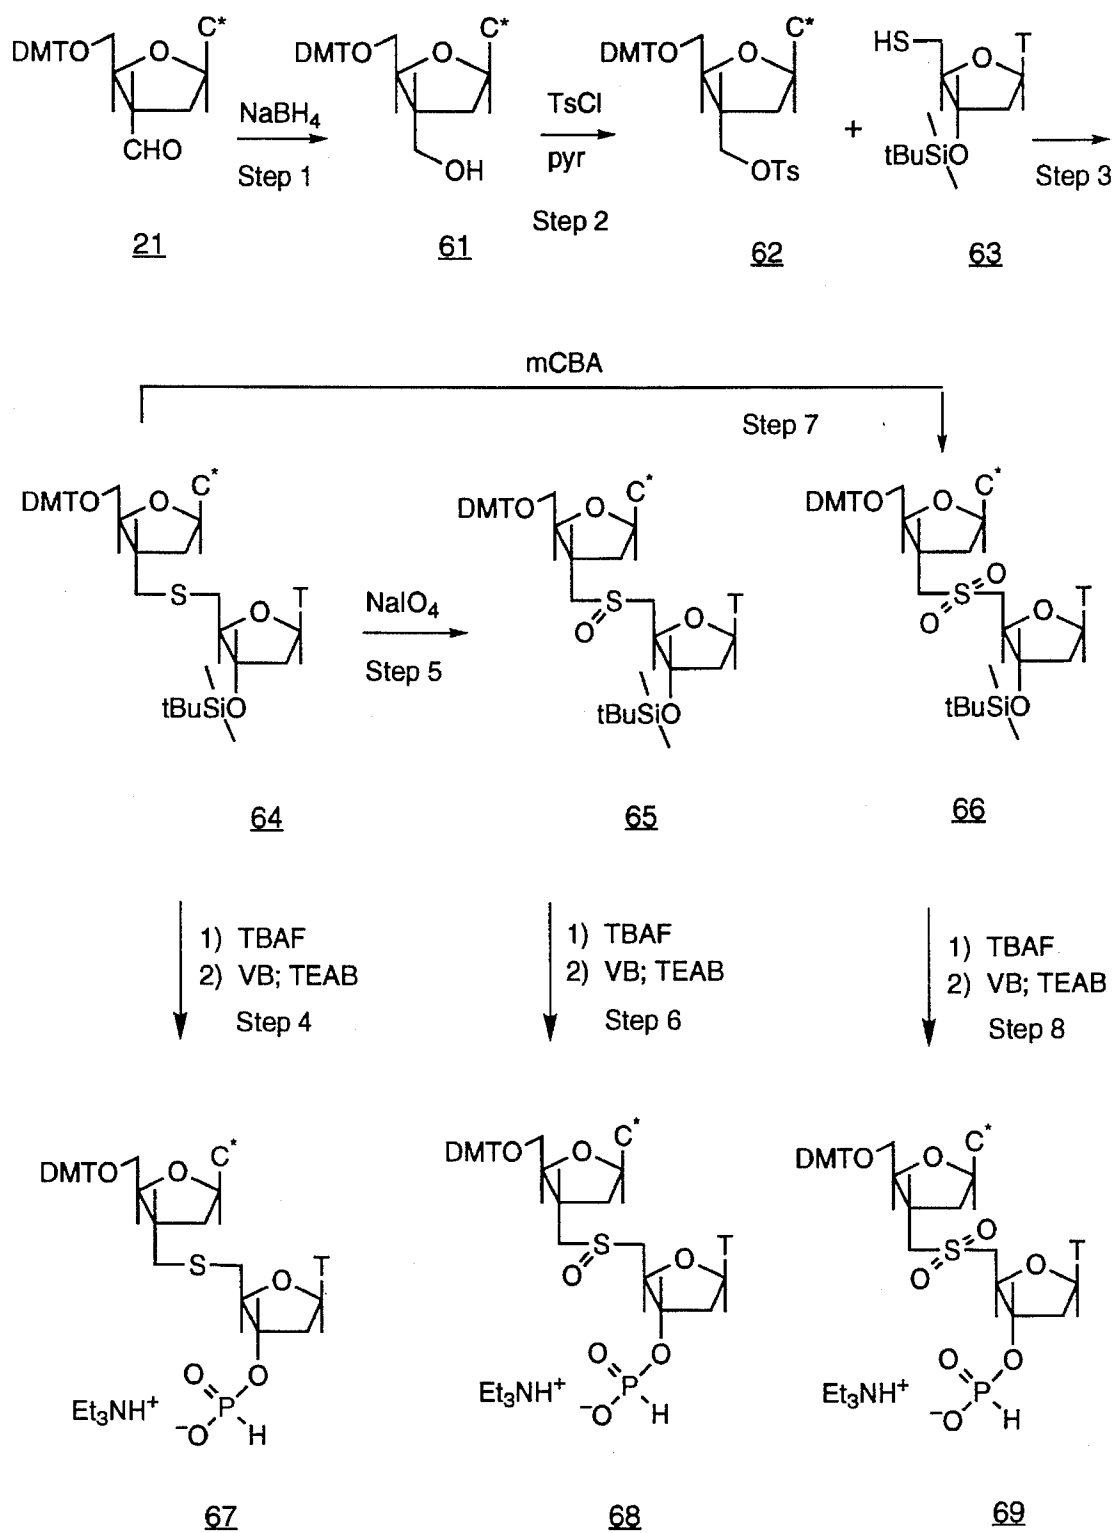 C* C* C* T
DMTO O DMTO O DMTO O HS O
NaBH4 TsCl
CHO OH pyr OTs + tBuSiO
Step 1 Step 2 Step 3
21 61 62 63
mCBA
Step 7
C* C* C*
DMTO O DMTO O DMTO O
S T NaIO4 S O T S O O T
O O O
Step 5
tBuSiO tBuSiO tBuSiO
64 65 66
1) TBAF 1) TBAF 1) TBAF
2) VB; TEAB 2) VB; TEAB 2) VB; TEAB
Step 4 Step 6 Step 8
C* C* C*
DMTO O DMTO O DMTO O
S T S O T S O O T
O O O
O O O O O O
Et3NH+ P Et3NH+ P Et3NH+ P
−O H −O H −O H
67 68 69